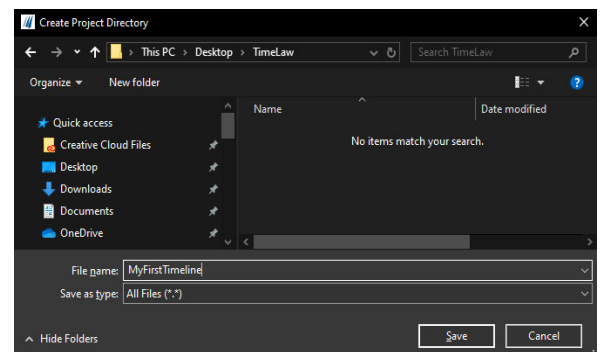 Create Project Directory
This PC > Desktop > TimeLaw
Search TimeLaw
Organize
New folder
Name
Date modified
No items match your search.
Quick access
Creative Cloud Files
Desktop
Downloads
Documents
OneDrive
File name: MyFirstTimeline
Save as type: All Files (*.*)
Hide Folders
Save
Cancel